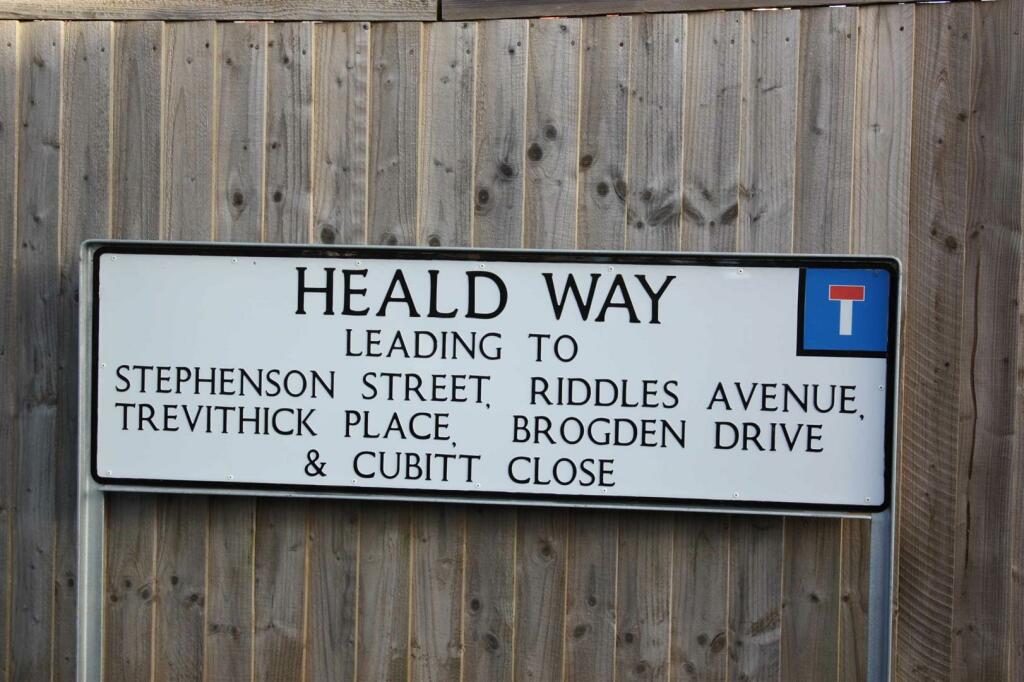 HEALD WAY
LEADING TO
STEPHENSON STREET, RIDDLES AVENUE,
TREVITHICK PLACE, BROGDEN DRIVE
& CUBITT CLOSE